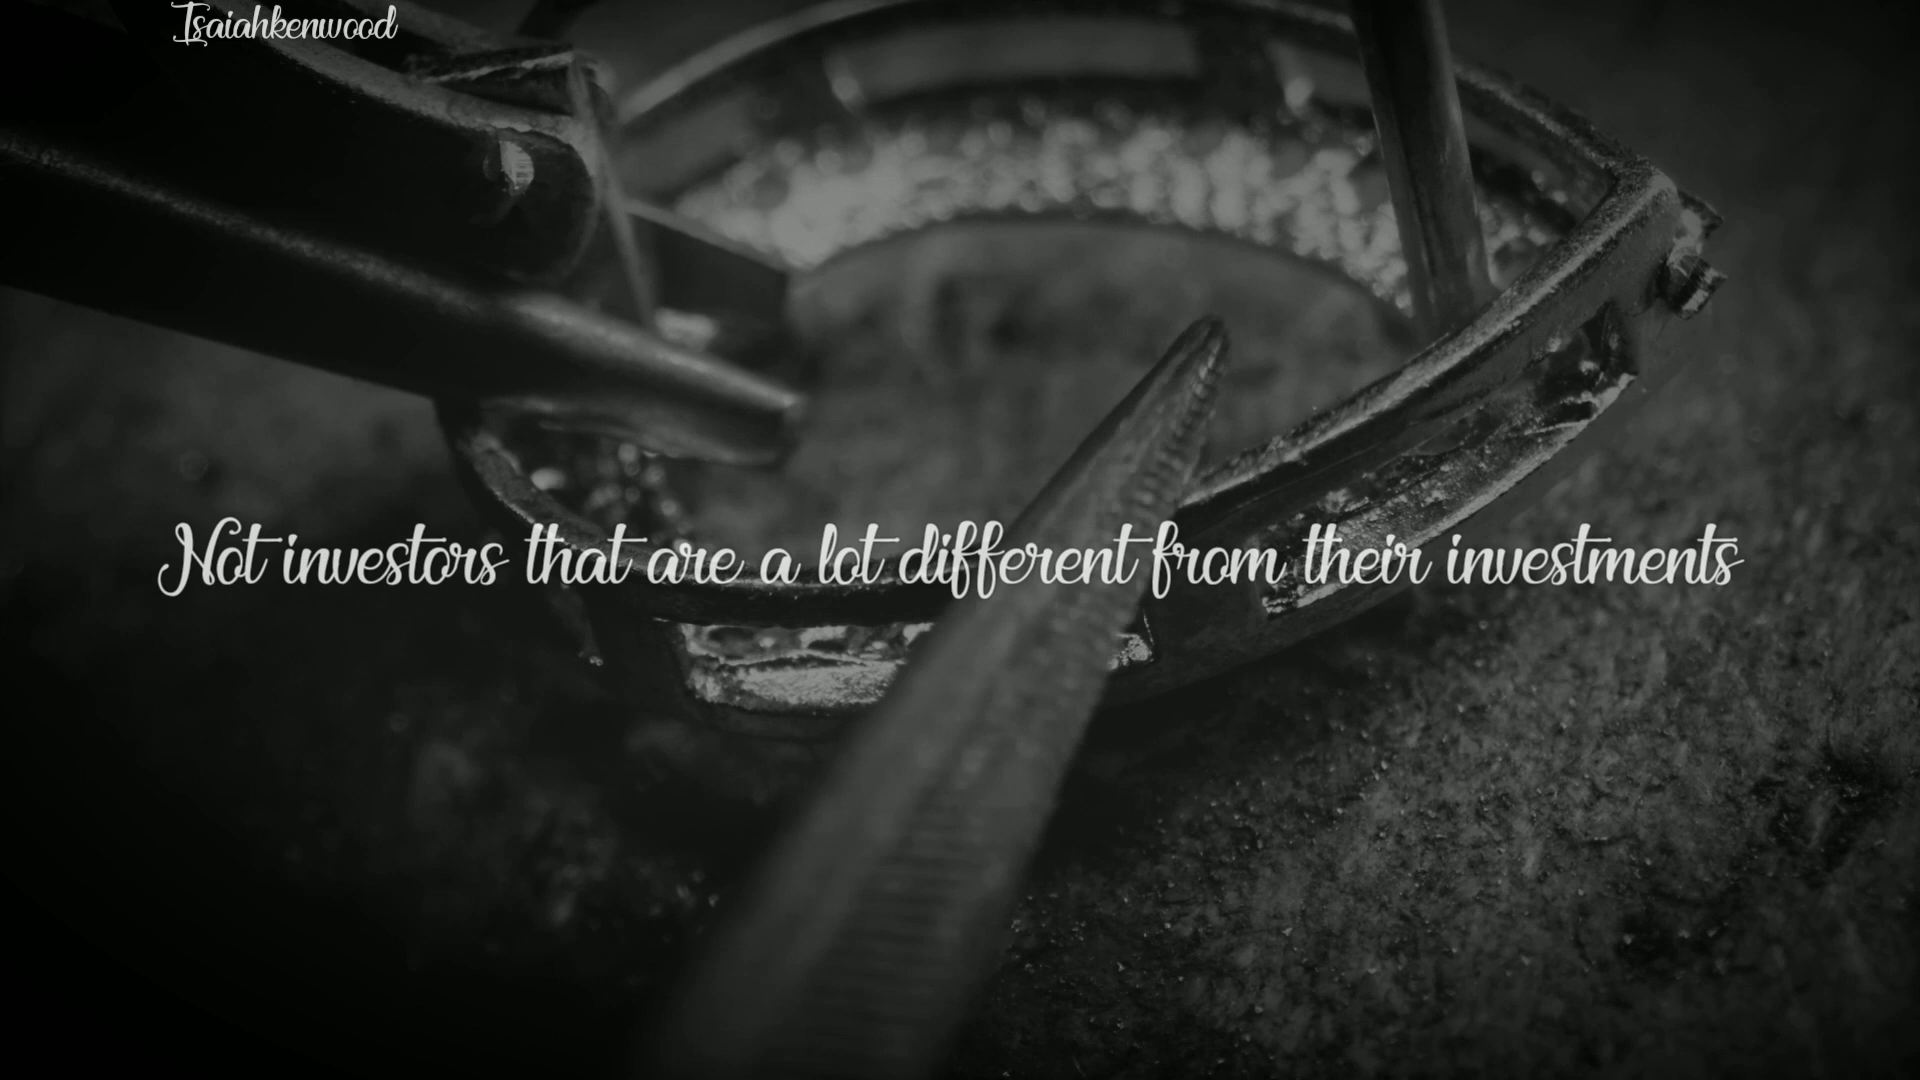 Isaiahkenwood
Not investors that are a lot different from their investments